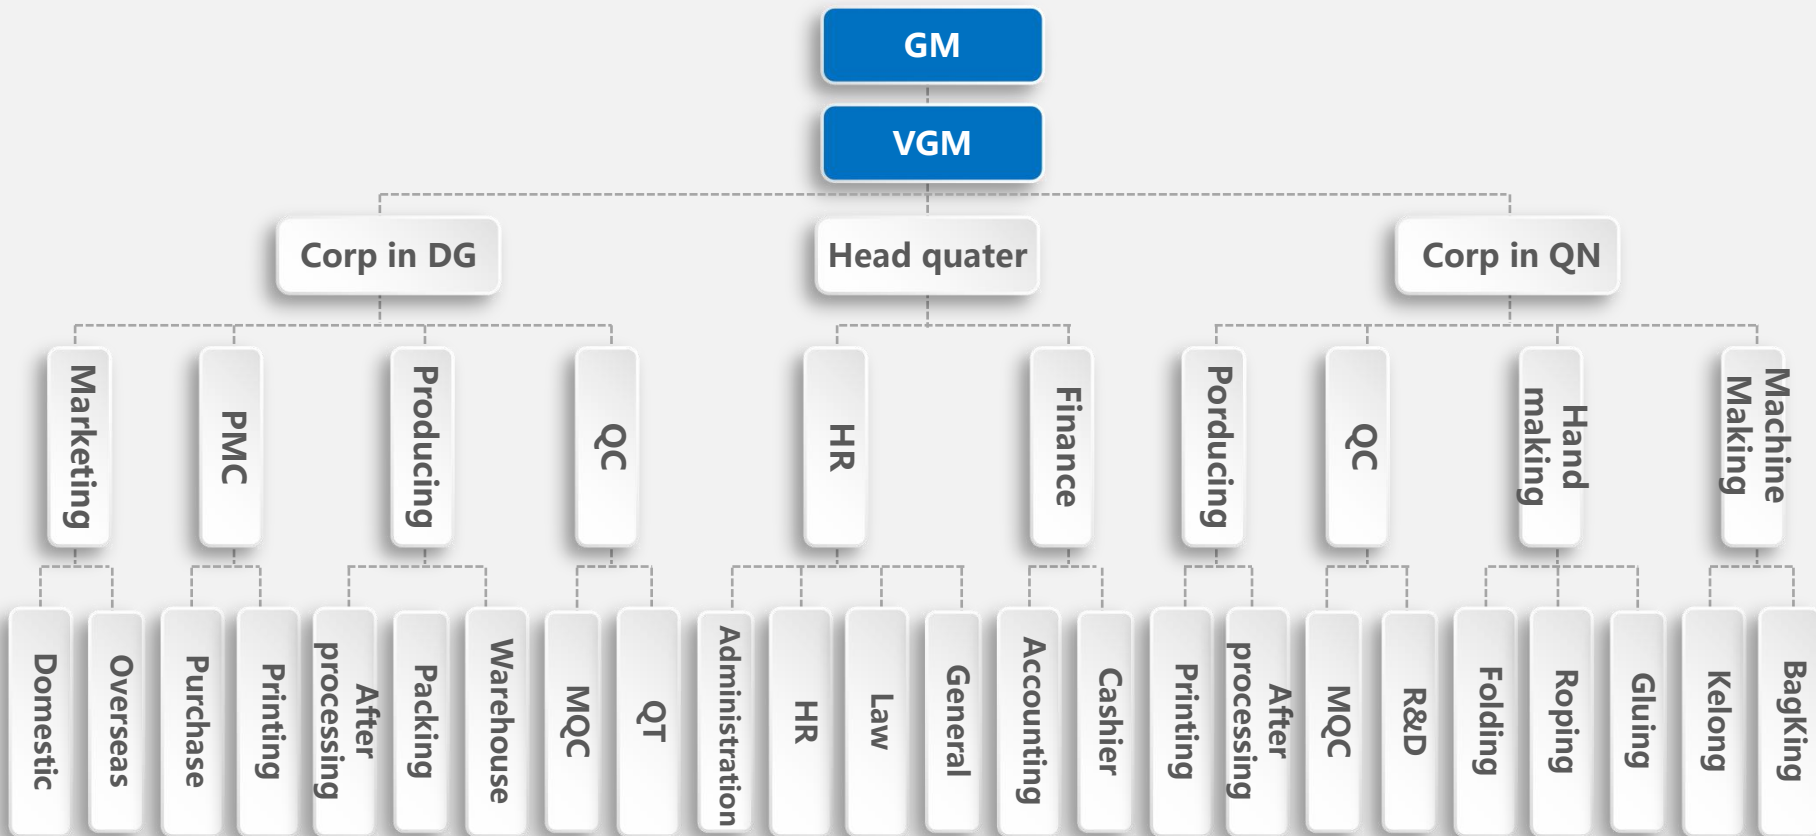 GM
VGM
Corp in DG
Head quater
Corp in QN
Marketing
PMC
Producing
QC
HR
Finance
Porducing
QC
Hand
making
Machine
Making
Domestic
Overseas
Purchase
Printing
After
processing
Packing
Warehouse
MQC
QT
Administration
HR
Law
General
Accounting
Cashier
Printing
After
processing
MQC
R&D
Folding
Roping
Gluing
Kelong
BagKing